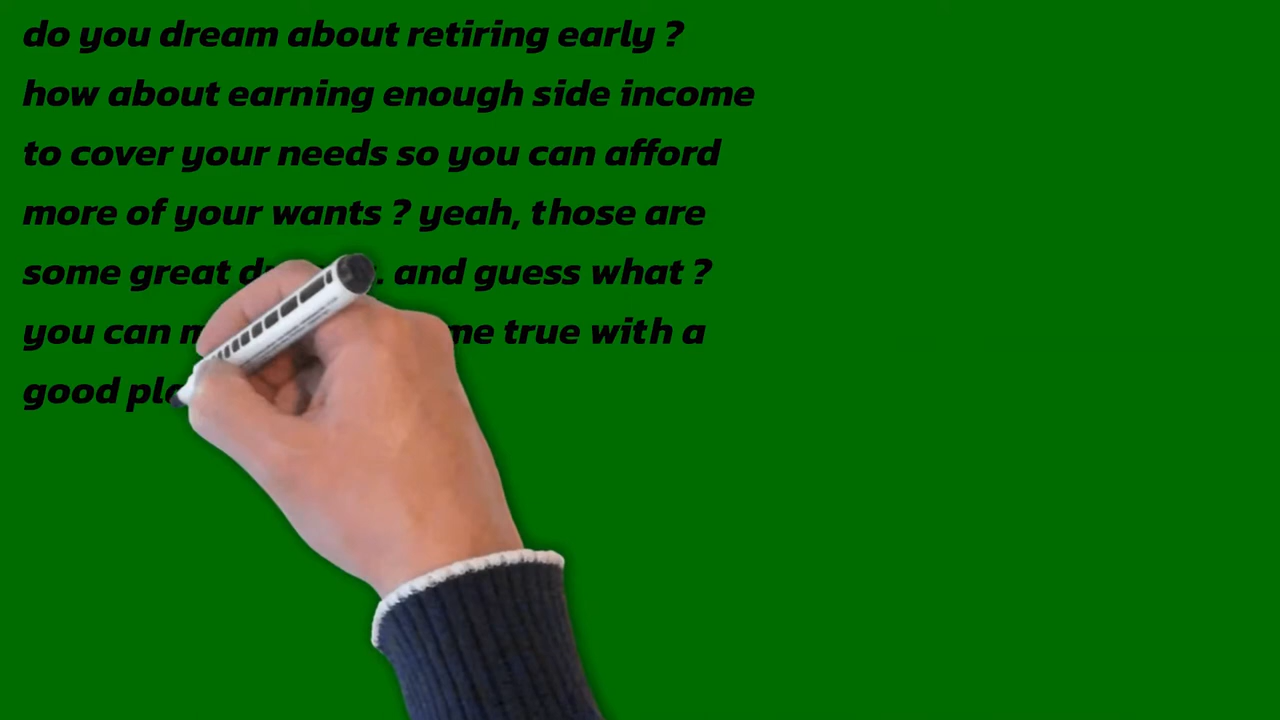 do you dream about retiring early ?
how about earning enough side income
to cover your needs so you can afford
more of your wants ? yeah, those are
some great and guess what ?
you can true with a
good